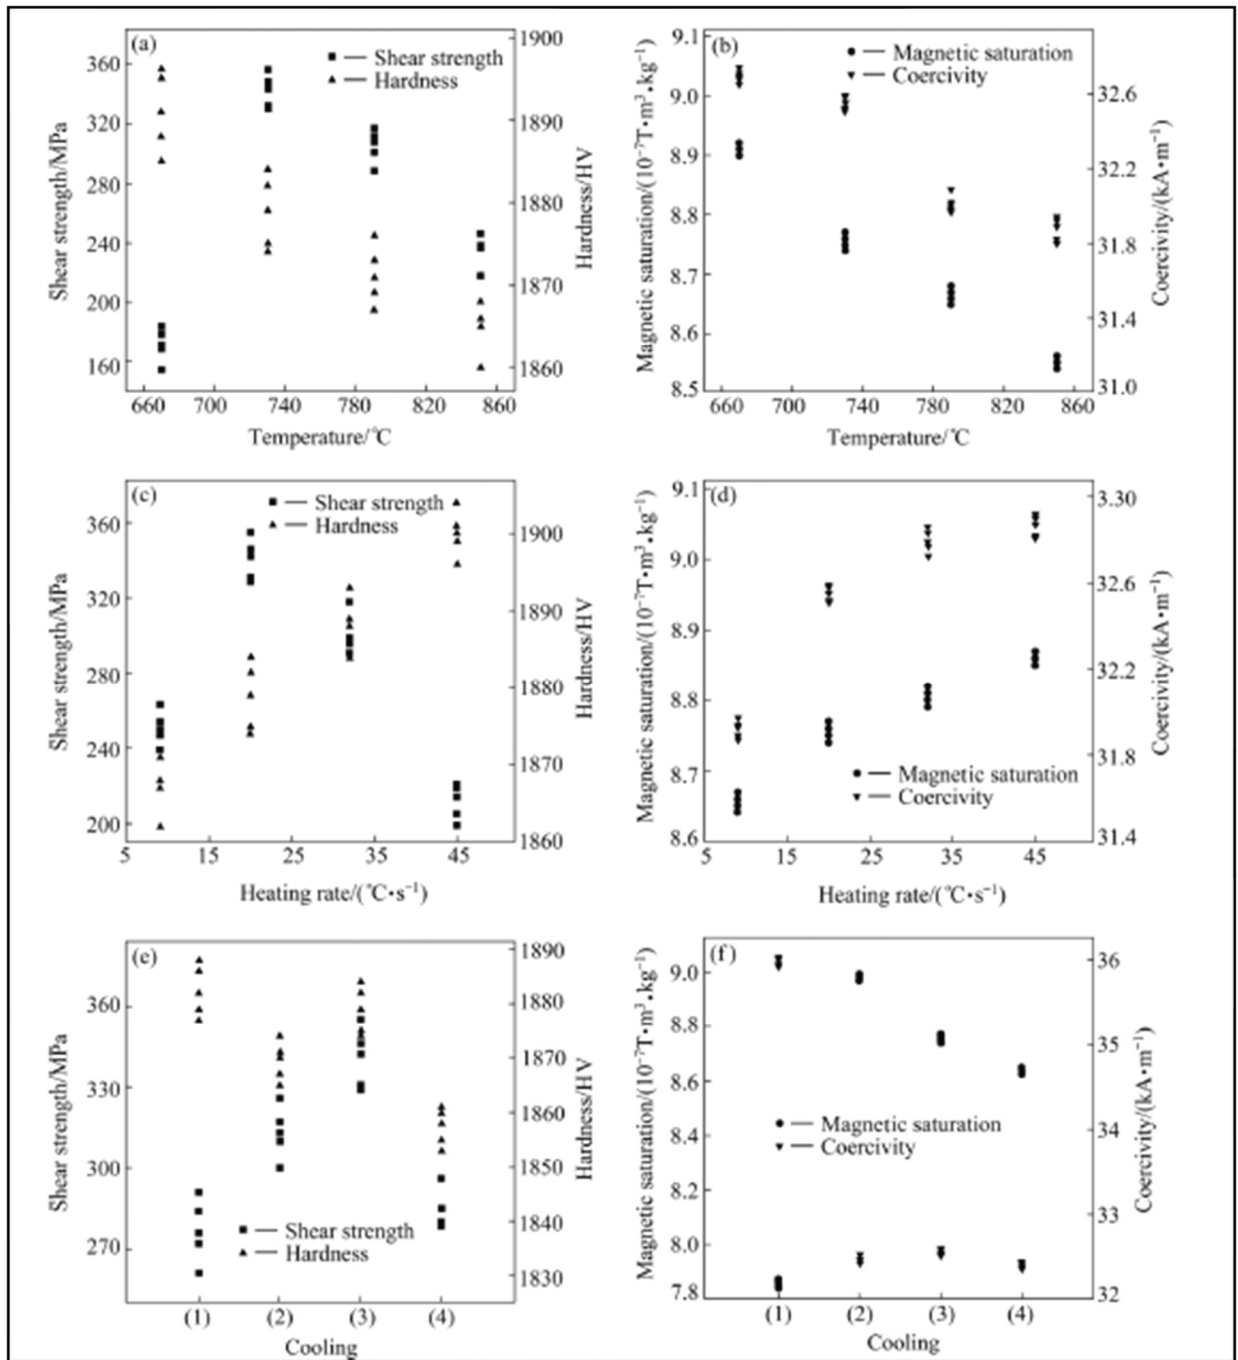 (a)
Shear strength
Hardness
360
320
280
240
200
160
1900
1890
1880
1870
1860
660 700 740 780 820 860
Shear strength/MPa
Hardness/HV
Temperature/℃
(b)
Magnetic saturation
Coercivity
9.1
9.0
8.9
8.8
8.7
8.6
8.5
32.6
32.2
31.8
31.4
31.0
660 700 740 780 820 860
Magnetic saturation/(10⁻⁷T•m³•kg⁻¹)
Coercivity/(kA•m⁻¹)
Temperature/℃
(c)
Shear strength
Hardness
360
320
280
240
200
1900
1890
1880
1870
1860
5 15 25 35 45
Shear strength/MPa
Hardness/HV
Heating rate/(℃•s⁻¹)
(d)
9.1
9.0
8.9
8.8
8.7
8.6
3.30
32.6
32.2
31.8
31.4
Magnetic saturation
Coercivity
5 15 25 35 45
Magnetic saturation/(10⁻⁷T•m³•kg⁻¹)
Coercivity/(kA•m⁻¹)
Heating rate/(℃•s⁻¹)
(e)
360
330
300
270
1890
1880
1870
1860
1850
1840
1830
Shear strength
Hardness
(1) (2) (3) (4)
Shear strength/MPa
Hardness/HV
Cooling
(f)
9.0
8.8
8.6
8.4
8.2
8.0
7.8
36
35
34
33
32
Magnetic saturation
Coercivity
(1) (2) (3) (4)
Magnetic saturation/(10⁻⁷T•m³•kg⁻¹)
Coercivity/(kA•m⁻¹)
Cooling